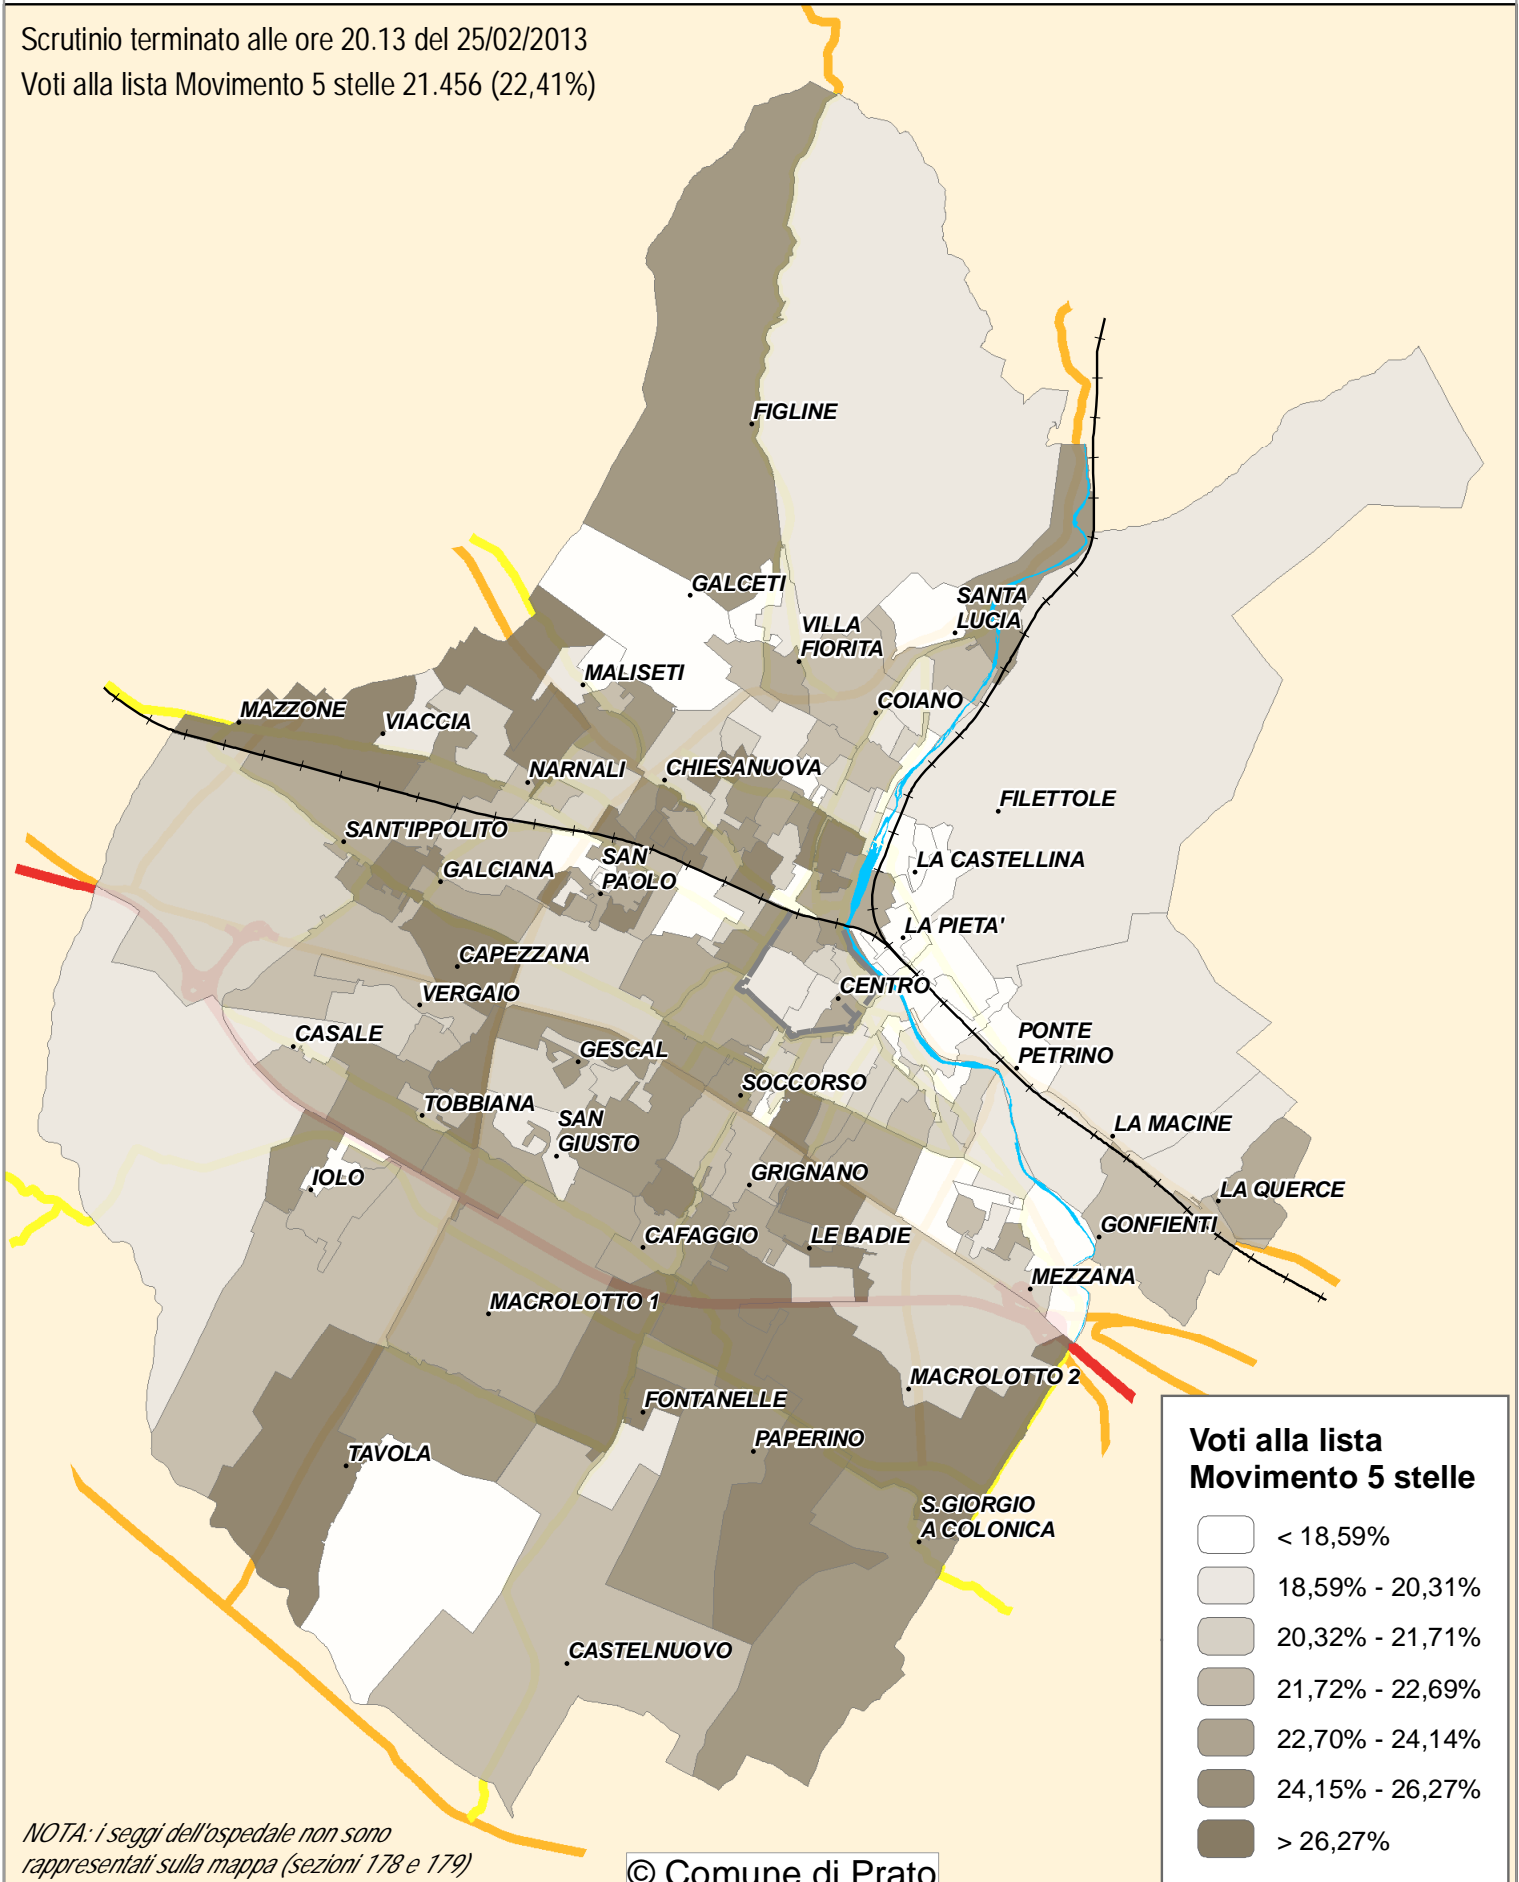 Scrutinio terminato alle ore 20.13 del 25/02/2013
Voti alla lista Movimento 5 stelle 21.456 (22,41%)
FIGLINE
GALCETI
SANTA
LUCIA
VILLA
FIORITA
MALISETI
COIANO
MAZZONE
VIACCIA
NARNALI
CHIESANUOVA
FILETTOLE
SANT'IPPOLITO
GALCIANA
SAN
PAOLO
LA CASTELLINA
LA PIETA'
CAPEZZANA
CENTRO
VERGAIO
CASALE
PONTE
PETRINO
GESCAL
SOCCORSO
TOBBIANA
SAN
GIUSTO
LA MACINE
IOLO
GRIGNANO
LA QUERCE
GONFIENTI
CAFAGGIO
LE BADIE
MEZZANA
MACROLOTTO 1
MACROLOTTO 2
FONTANELLE
PAPERINO
TAVOLA
S.GIORGIO
A COLONICA
CASTELNUOVO
Voti alla lista
Movimento 5 stelle
< 18,59%
18,59% - 20,31%
20,32% - 21,71%
21,72% - 22,69%
22,70% - 24,14%
24,15% - 26,27%
> 26,27%
NOTA: i seggi dell'ospedale non sono
rappresentati sulla mappa (sezioni 178 e 179)
© Comune di Prato